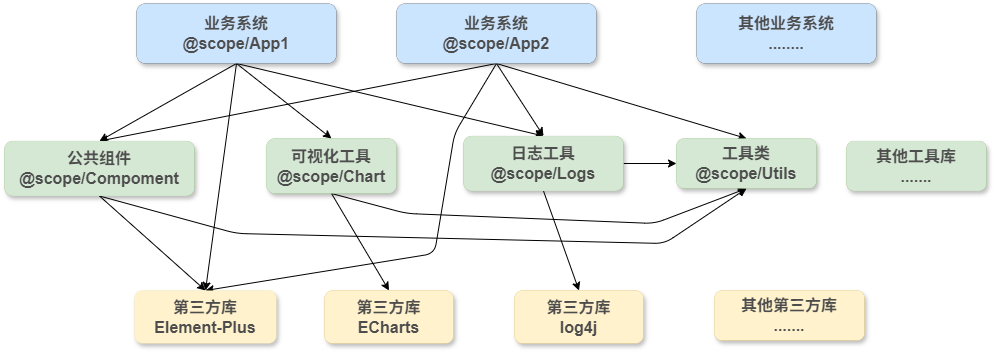 业务系统
@scope/App1
业务系统
@scope/App2
其他业务系统
........
公共组件
@scope/Component
可视化工具
@scope/Chart
日志工具
@scope/Logs
工具类
@scope/Utils
其他工具库
.......
第三方库
Element-Plus
第三方库
ECharts
第三方库
log4j
其他第三方库
.......